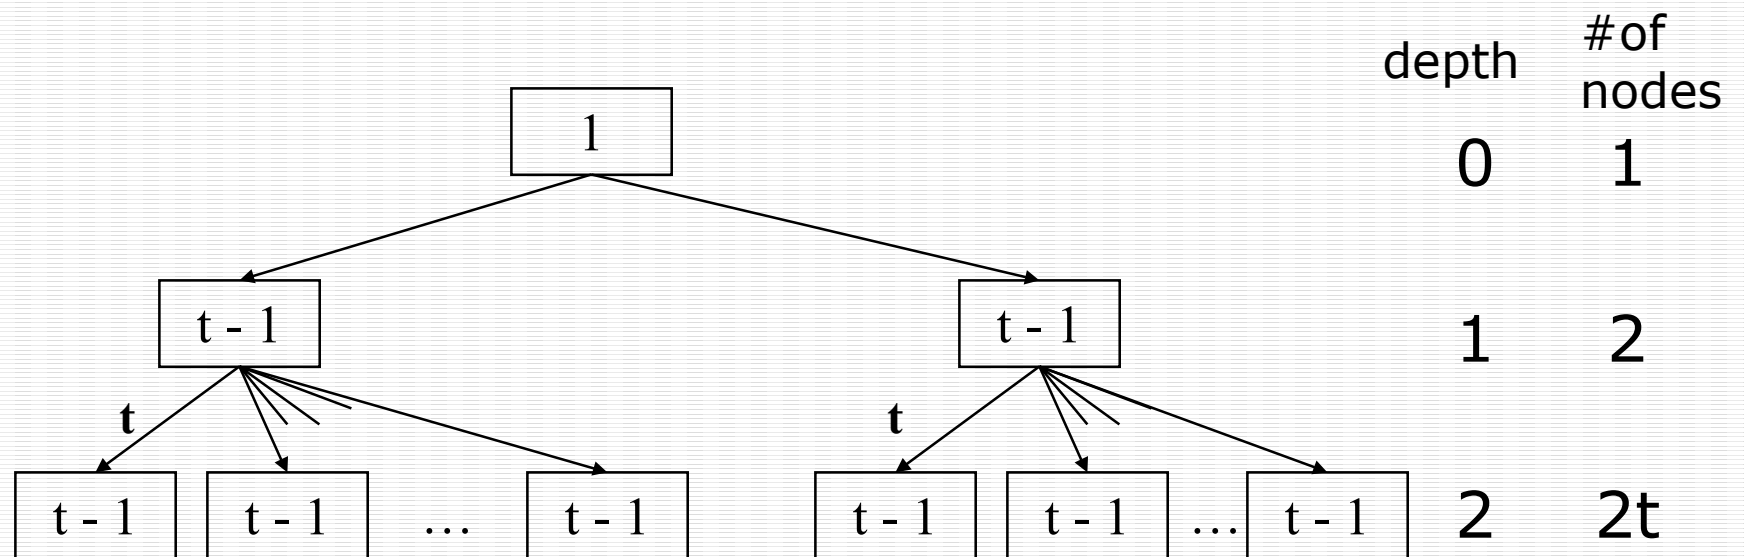 depth
#of
nodes
1
0 1
t - 1
t - 1
1 2
t
t
t - 1 t - 1 ... t - 1
t - 1 t - 1 ... t - 1
2 2t